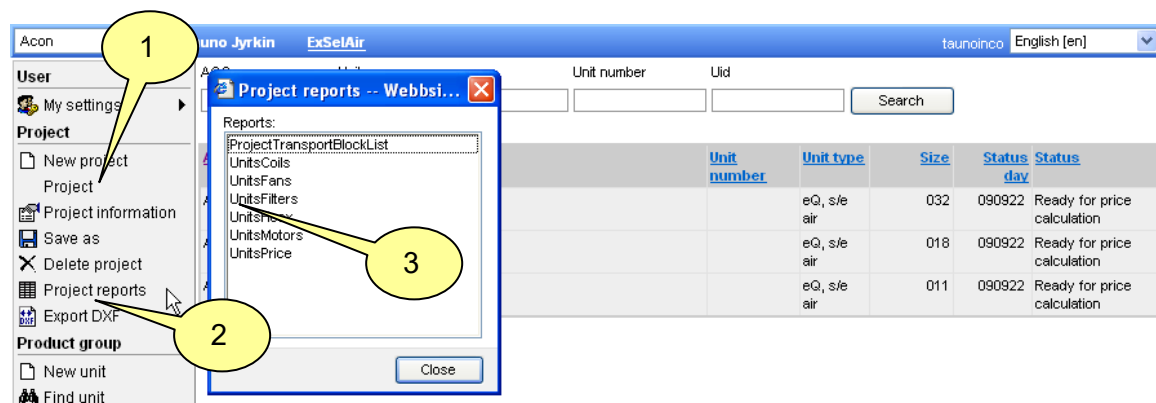 Acon
1
uno Jyrkin ExSelAir
taunoinco English [en]
User
My settings
Project
New project
Project
Project information
Save as
Delete project
Project reports
Export DXF
Product group
New unit
Find unit
2
Unit number Uid
Search
Project reports -- Webbsi...
Reports:
ProjectTransportBlockList
UnitsCoils
UnitsFans
UnitsFilters
UnitsMotors
UnitsPrice
3
Close
Unit number Unit type Size Status day Status
eQ, s/e air 032 090922 Ready for price calculation
eQ, s/e air 018 090922 Ready for price calculation
eQ, s/e air 011 090922 Ready for price calculation